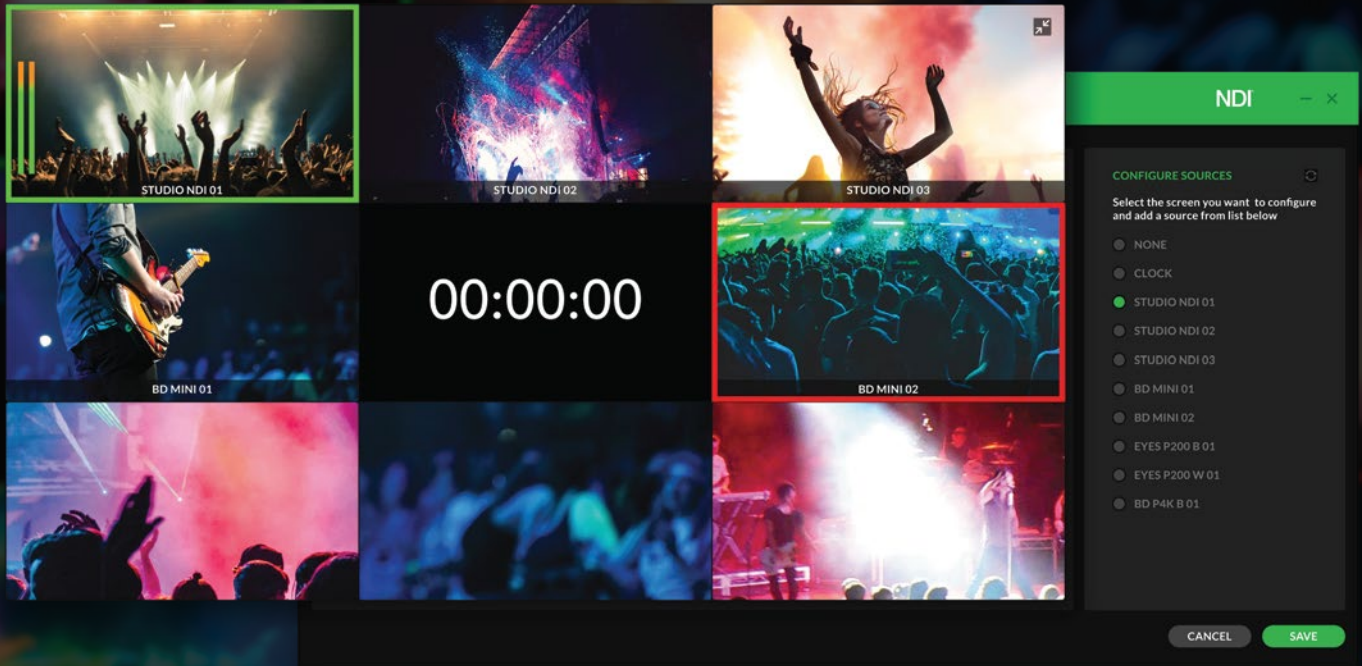 STUDIO NDI 01
STUDIO NDI 02
STUDIO NDI 03
BD MINI 01
00:00:00
BD MINI 02
NDI
CONFIGURE SOURCES
Select the screen you want to configure
and add a source from list below
NONE
CLOCK
STUDIO NDI 01
STUDIO NDI 02
STUDIO NDI 03
BD MINI 01
BD MINI 02
EYES P200 B 01
EYES P200 W 01
BD P4K B 01
CANCEL
SAVE